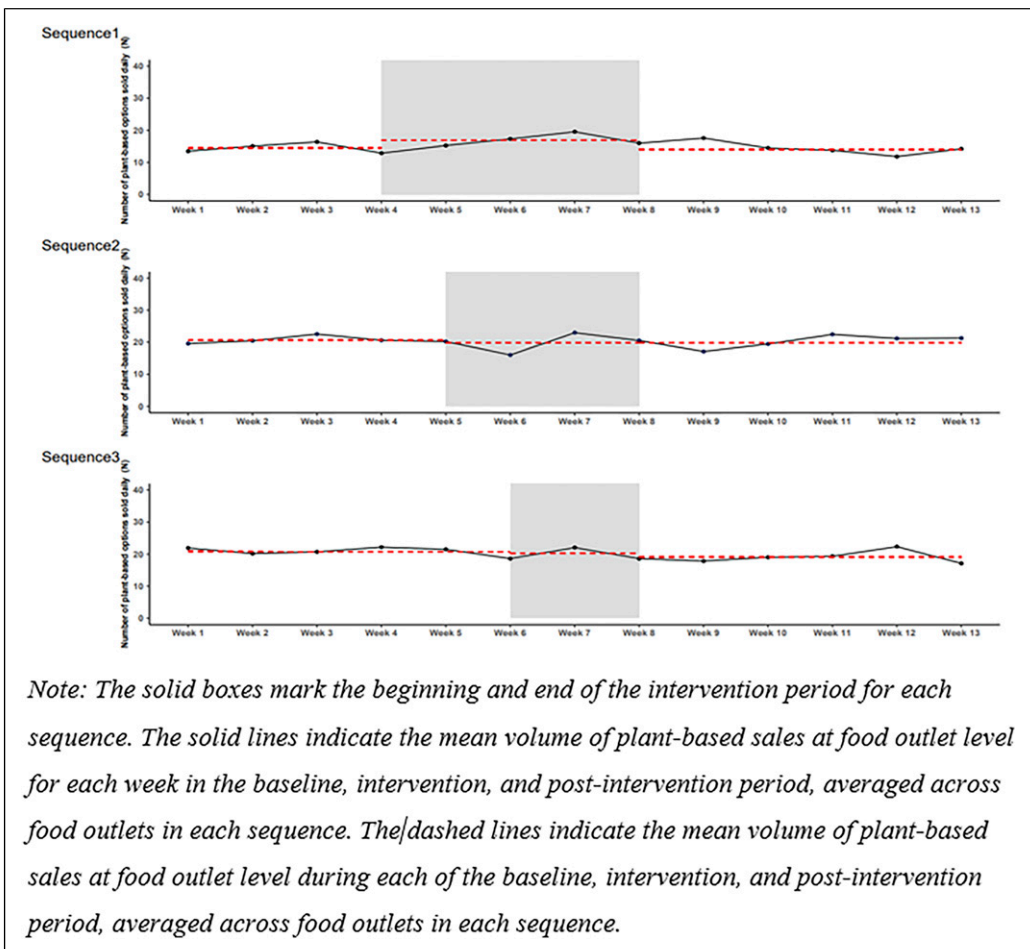 Sequence1
Number of plant-based options sold daily (N)
40
30
20
10
0
Week 1 Week 2 Week 3 Week 4 Week 5 Week 6 Week 7 Week 8 Week 9 Week 10 Week 11 Week 12 Week 13
Sequence2
Number of plant-based options sold daily (N)
40
30
20
10
0
Week 1 Week 2 Week 3 Week 4 Week 5 Week 6 Week 7 Week 8 Week 9 Week 10 Week 11 Week 12 Week 13
Sequence3
Number of plant-based options sold daily (N)
40
30
20
10
0
Week 1 Week 2 Week 3 Week 4 Week 5 Week 6 Week 7 Week 8 Week 9 Week 10 Week 11 Week 12 Week 13
Note: The solid boxes mark the beginning and end of the intervention period for each
sequence. The solid lines indicate the mean volume of plant-based sales at food outlet level
for each week in the baseline, intervention, and post-intervention period, averaged across
food outlets in each sequence. The dashed lines indicate the mean volume of plant-based
sales at food outlet level during each of the baseline, intervention, and post-intervention
period, averaged across food outlets in each sequence.